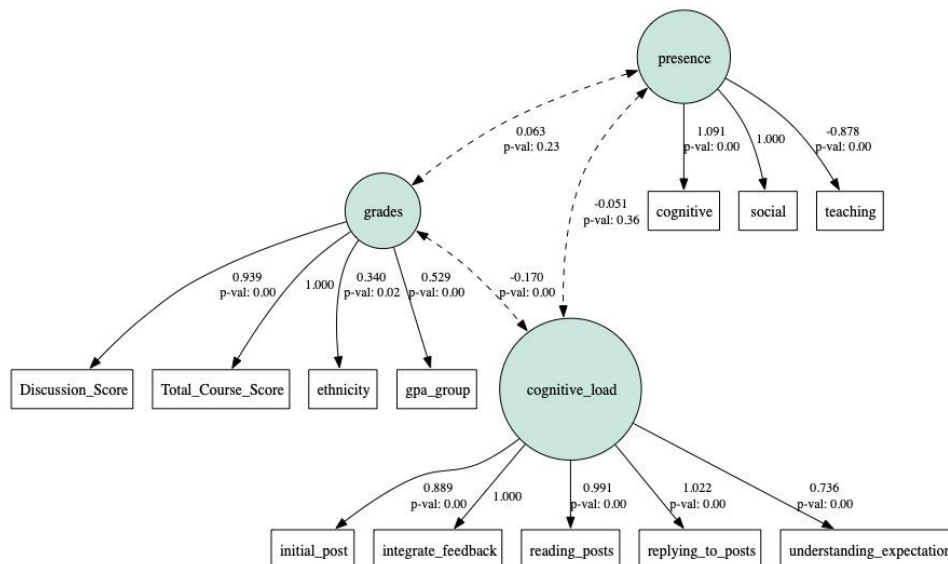 presence
0.063
p-val: 0.23
1.091
p-val: 0.00
1.000
-0.878
p-val: 0.00
grades
-0.051
p-val: 0.36
cognitive
social
teaching
0.939
p-val: 0.00
1.000
0.340
p-val: 0.02
0.529
p-val: 0.00
-0.170
p-val: 0.00
Discussion_Score
Total_Course_Score
ethnicity
gpa_group
cognitive_load
0.889
p-val: 0.00
1.000
0.991
p-val: 0.00
1.022
p-val: 0.00
0.736
p-val: 0.00
initial_post
integrate_feedback
reading_posts
replying_to_posts
understanding_expectation